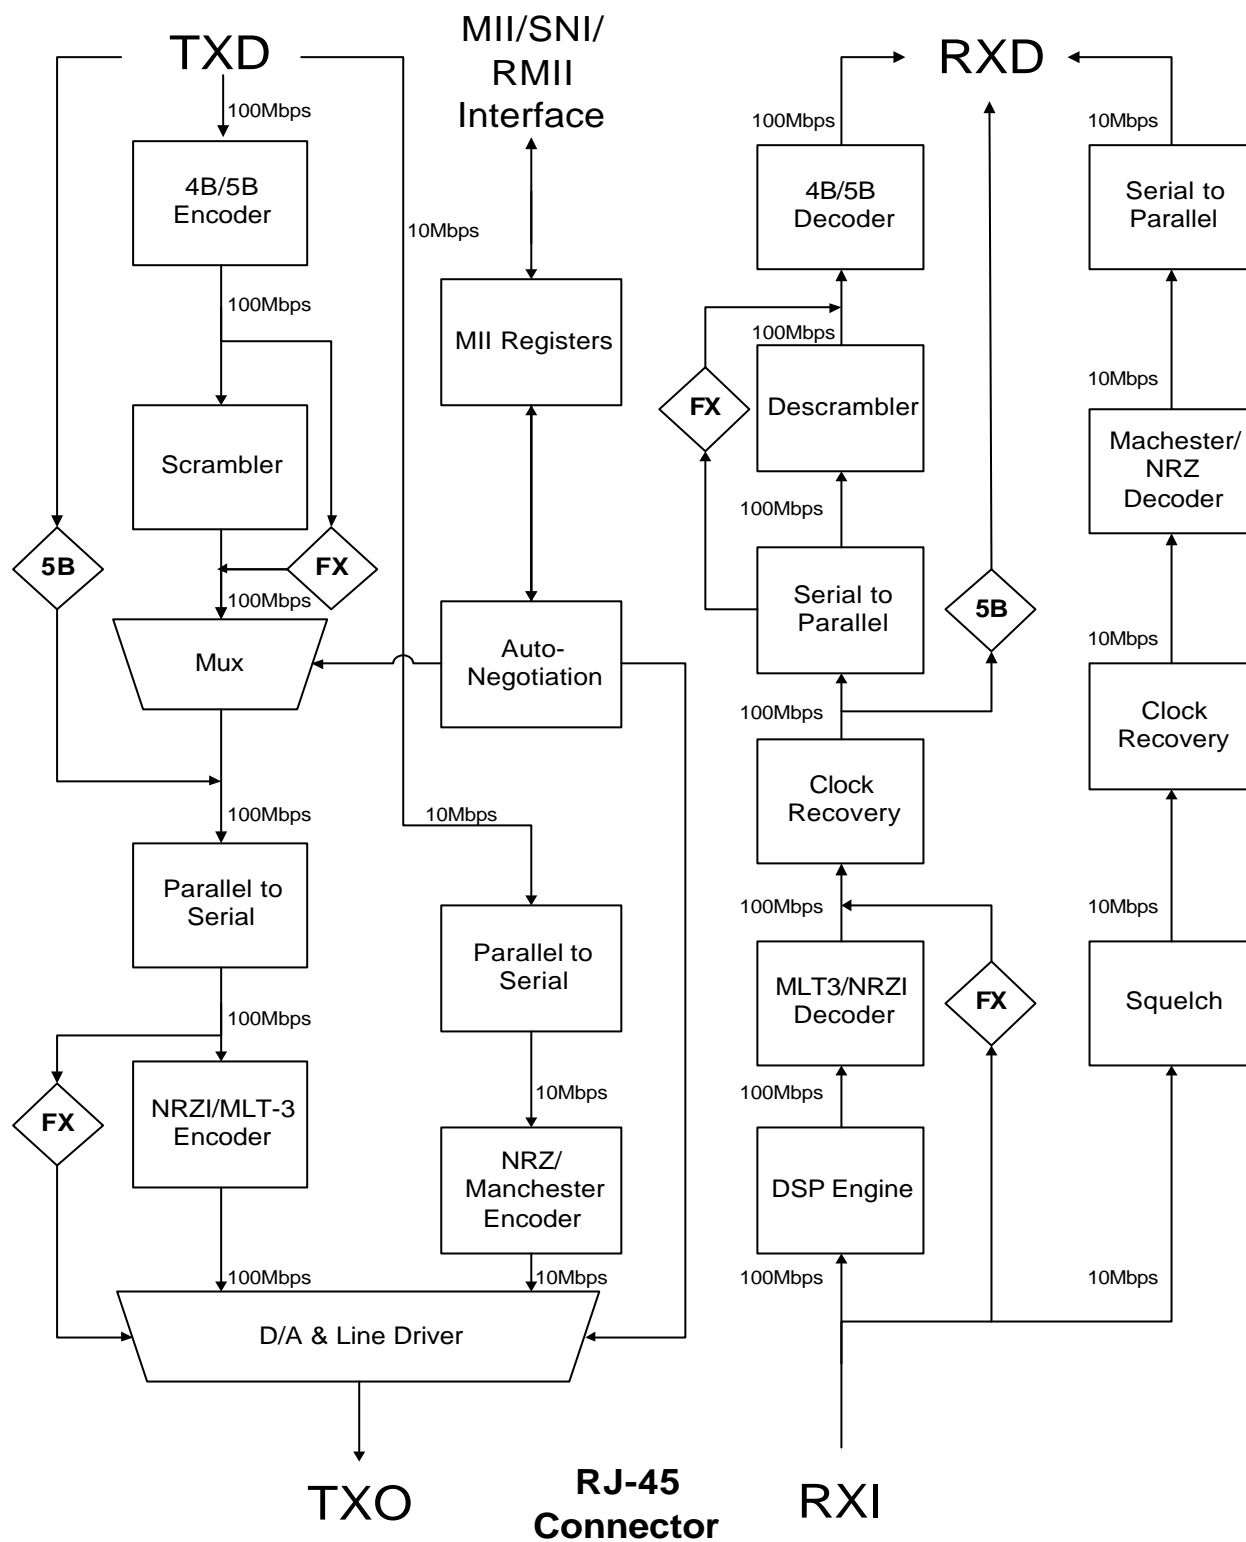 TXD
MII/SNI/
RMII
Interface
RXD
100Mbps
4B/5B
Encoder
100Mbps
Scrambler
5B
FX
100Mbps
Mux
100Mbps
Parallel to
Serial
100Mbps
FX
NRZI/MLT-3
Encoder
100Mbps
10Mbps
MII Registers
Auto-
Negotiation
10Mbps
Parallel to
Serial
10Mbps
NRZ/
Manchester
Encoder
10Mbps
D/A & Line Driver
TXO
RJ-45
Connector
100Mbps
4B/5B
Decoder
100Mbps
FX
Descrambler
100Mbps
Serial to
Parallel
5B
100Mbps
Clock
Recovery
100Mbps
MLT3/NRZI
Decoder
FX
100Mbps
DSP Engine
100Mbps
RXI
10Mbps
Serial to
Parallel
10Mbps
Machester/
NRZ
Decoder
10Mbps
Clock
Recovery
10Mbps
Squelch
10Mbps